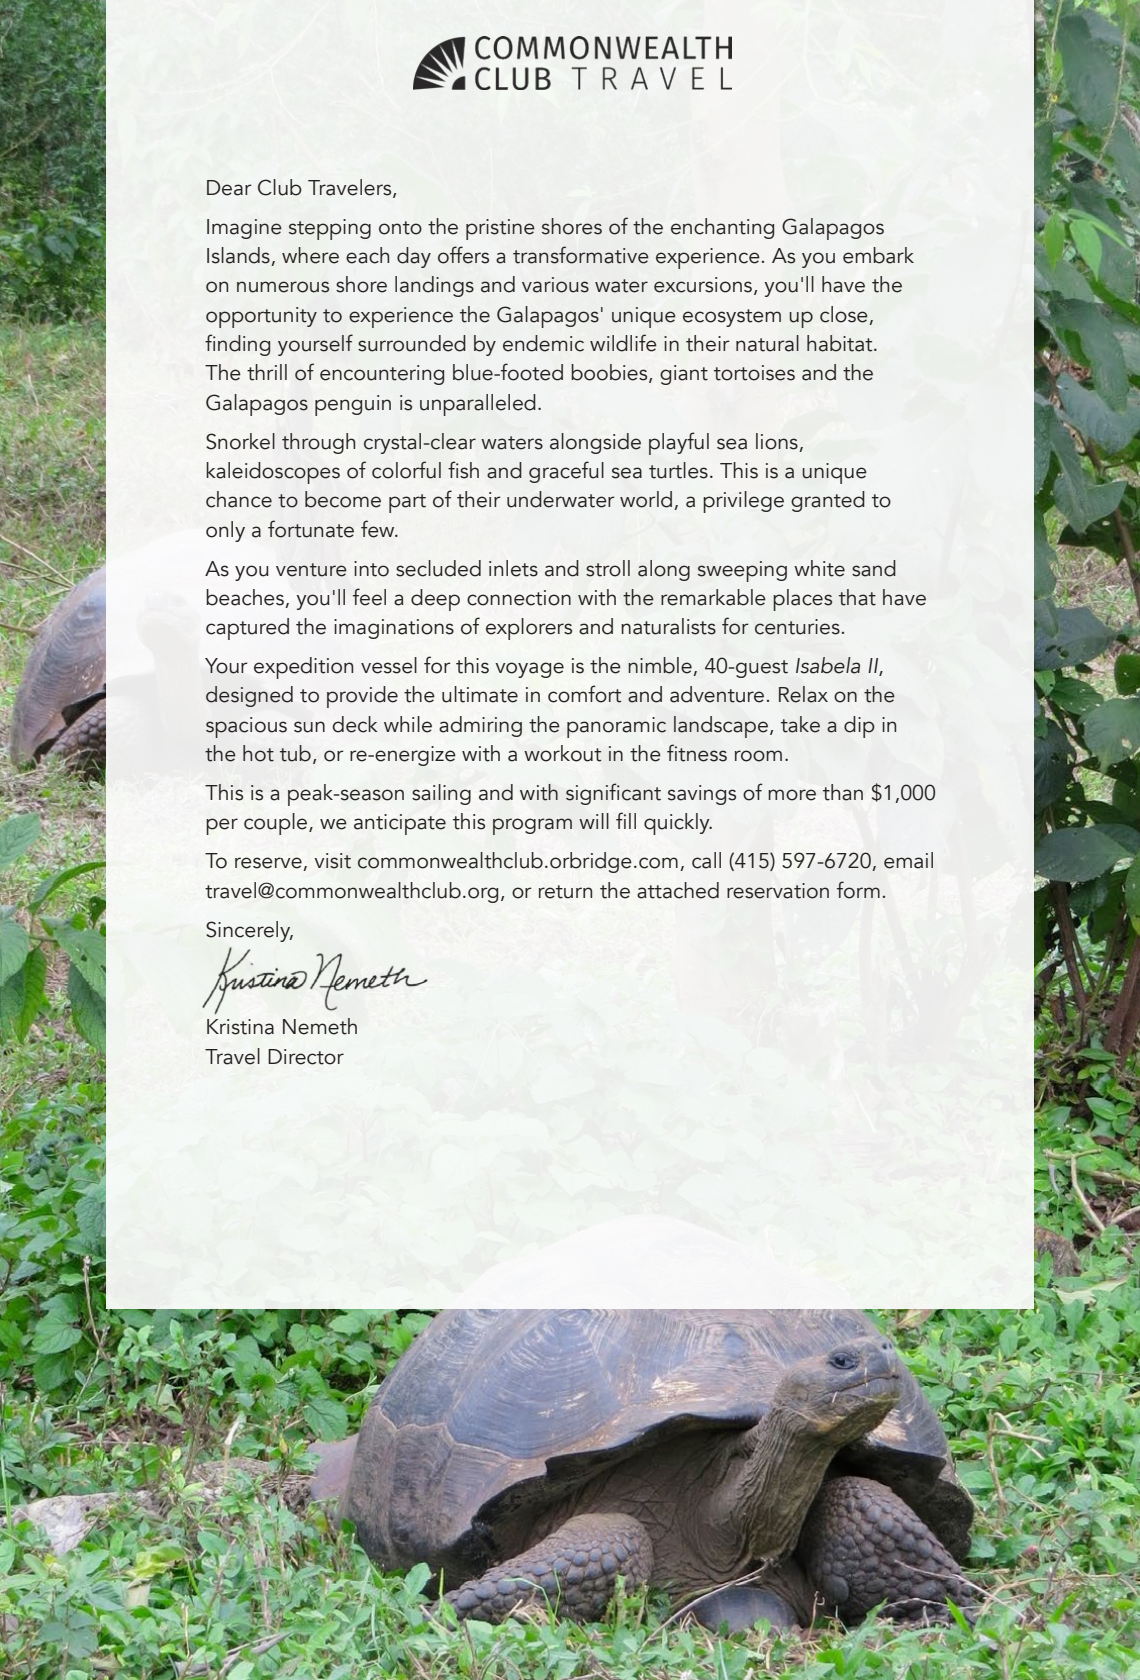 COMMONWEALTH
CLUB TRAVEL
Dear Club Travelers,
Imagine stepping onto the pristine shores of the enchanting Galapagos
Islands, where each day offers a transformative experience. As you embark
on numerous shore landings and various water excursions, you'll have the
opportunity to experience the Galapagos' unique ecosystem up close,
finding yourself surrounded by endemic wildlife in their natural habitat.
The thrill of encountering blue-footed boobies, giant tortoises and the
Galapagos penguin is unparalleled.
Snorkel through crystal-clear waters alongside playful sea lions,
kaleidoscopes of colorful fish and graceful sea turtles. This is a unique
chance to become part of their underwater world, a privilege granted to
only a fortunate few.
As you venture into secluded inlets and stroll along sweeping white sand
beaches, you'll feel a deep connection with the remarkable places that have
captured the imaginations of explorers and naturalists for centuries.
Your expedition vessel for this voyage is the nimble, 40-guest Isabela II,
designed to provide the ultimate in comfort and adventure. Relax on the
spacious sun deck while admiring the panoramic landscape, take a dip in
the hot tub, or re-energize with a workout in the fitness room.
This is a peak-season sailing and with significant savings of more than $1,000
per couple, we anticipate this program will fill quickly.
To reserve, visit commonwealthclub.orbridge.com, call (415) 597-6720, email
travel@commonwealthclub.org, or return the attached reservation form.
Sincerely,
Kristina Nemeth
Kristina Nemeth
Travel Director